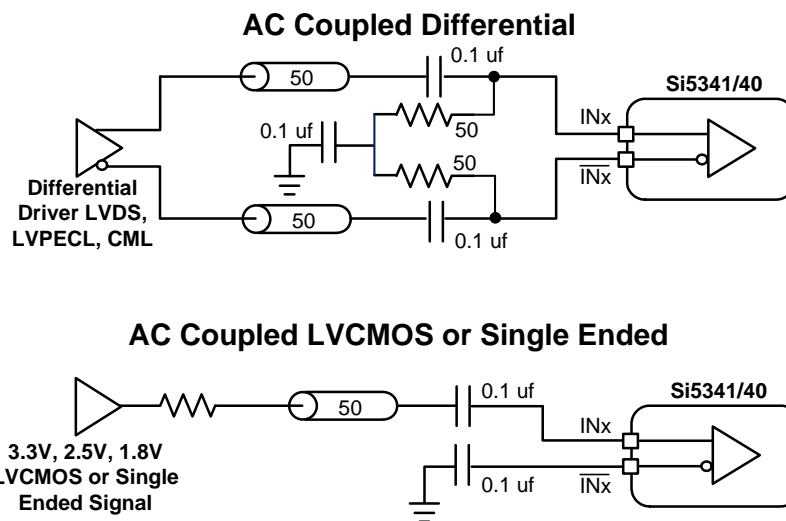 AC Coupled Differential
0.1 uf
50
Si5341/40
INx
50
0.1 uf
50
INx
Differential
Driver LVDS,
LVPECL, CML
50
0.1 uf
AC Coupled LVCMOS or Single Ended
0.1 uf
Si5341/40
50
INx
3.3V, 2.5V, 1.8V
LVCMOS or Single
Ended Signal
0.1 uf
INx